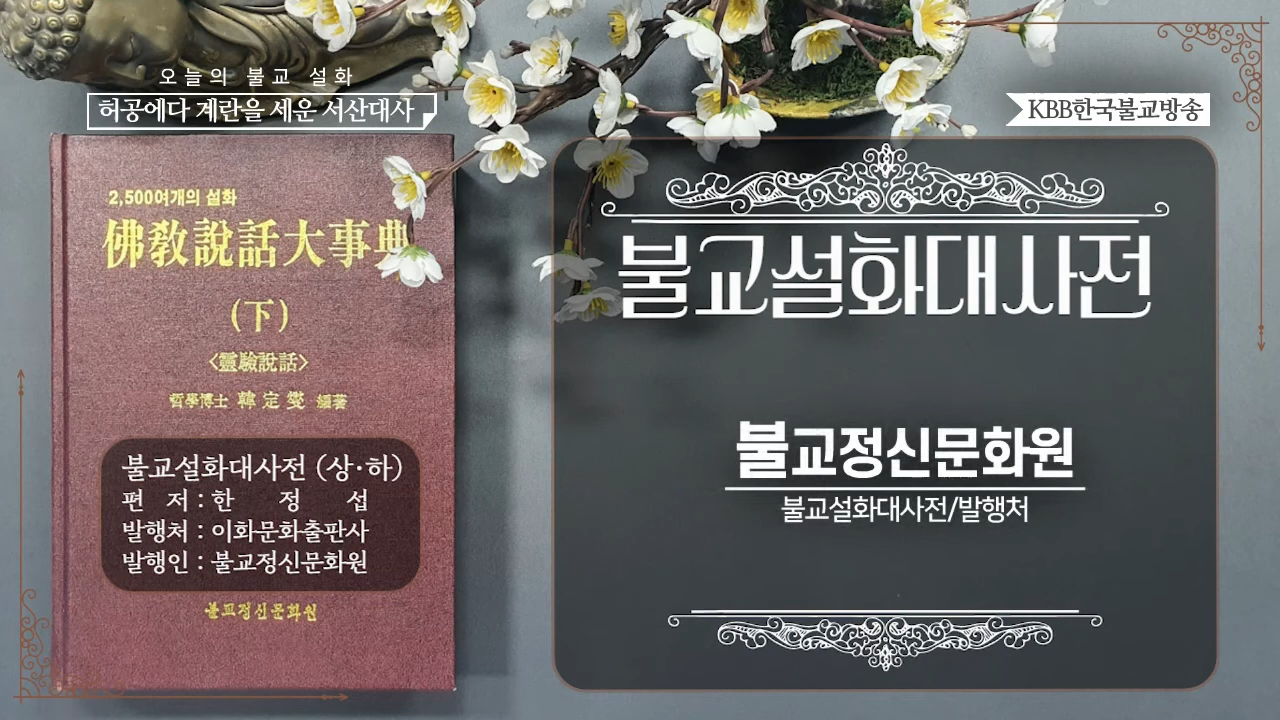 오늘의 불교 설화
허공에다 계란을 세운 서산대사
KBB한국불교방송
2,500여개의 설화
佛敎說話大事典
(下)
<靈驗說話>
哲學博士 韓定燮 編著
불교설화대사전 (상·하)
편 저 : 한 정 섭
발행처 : 이화문화출판사
발행인 : 불교정신문화원
불교정신문화원
불교설화대사전
불교정신문화원
불교설화대사전/발행처